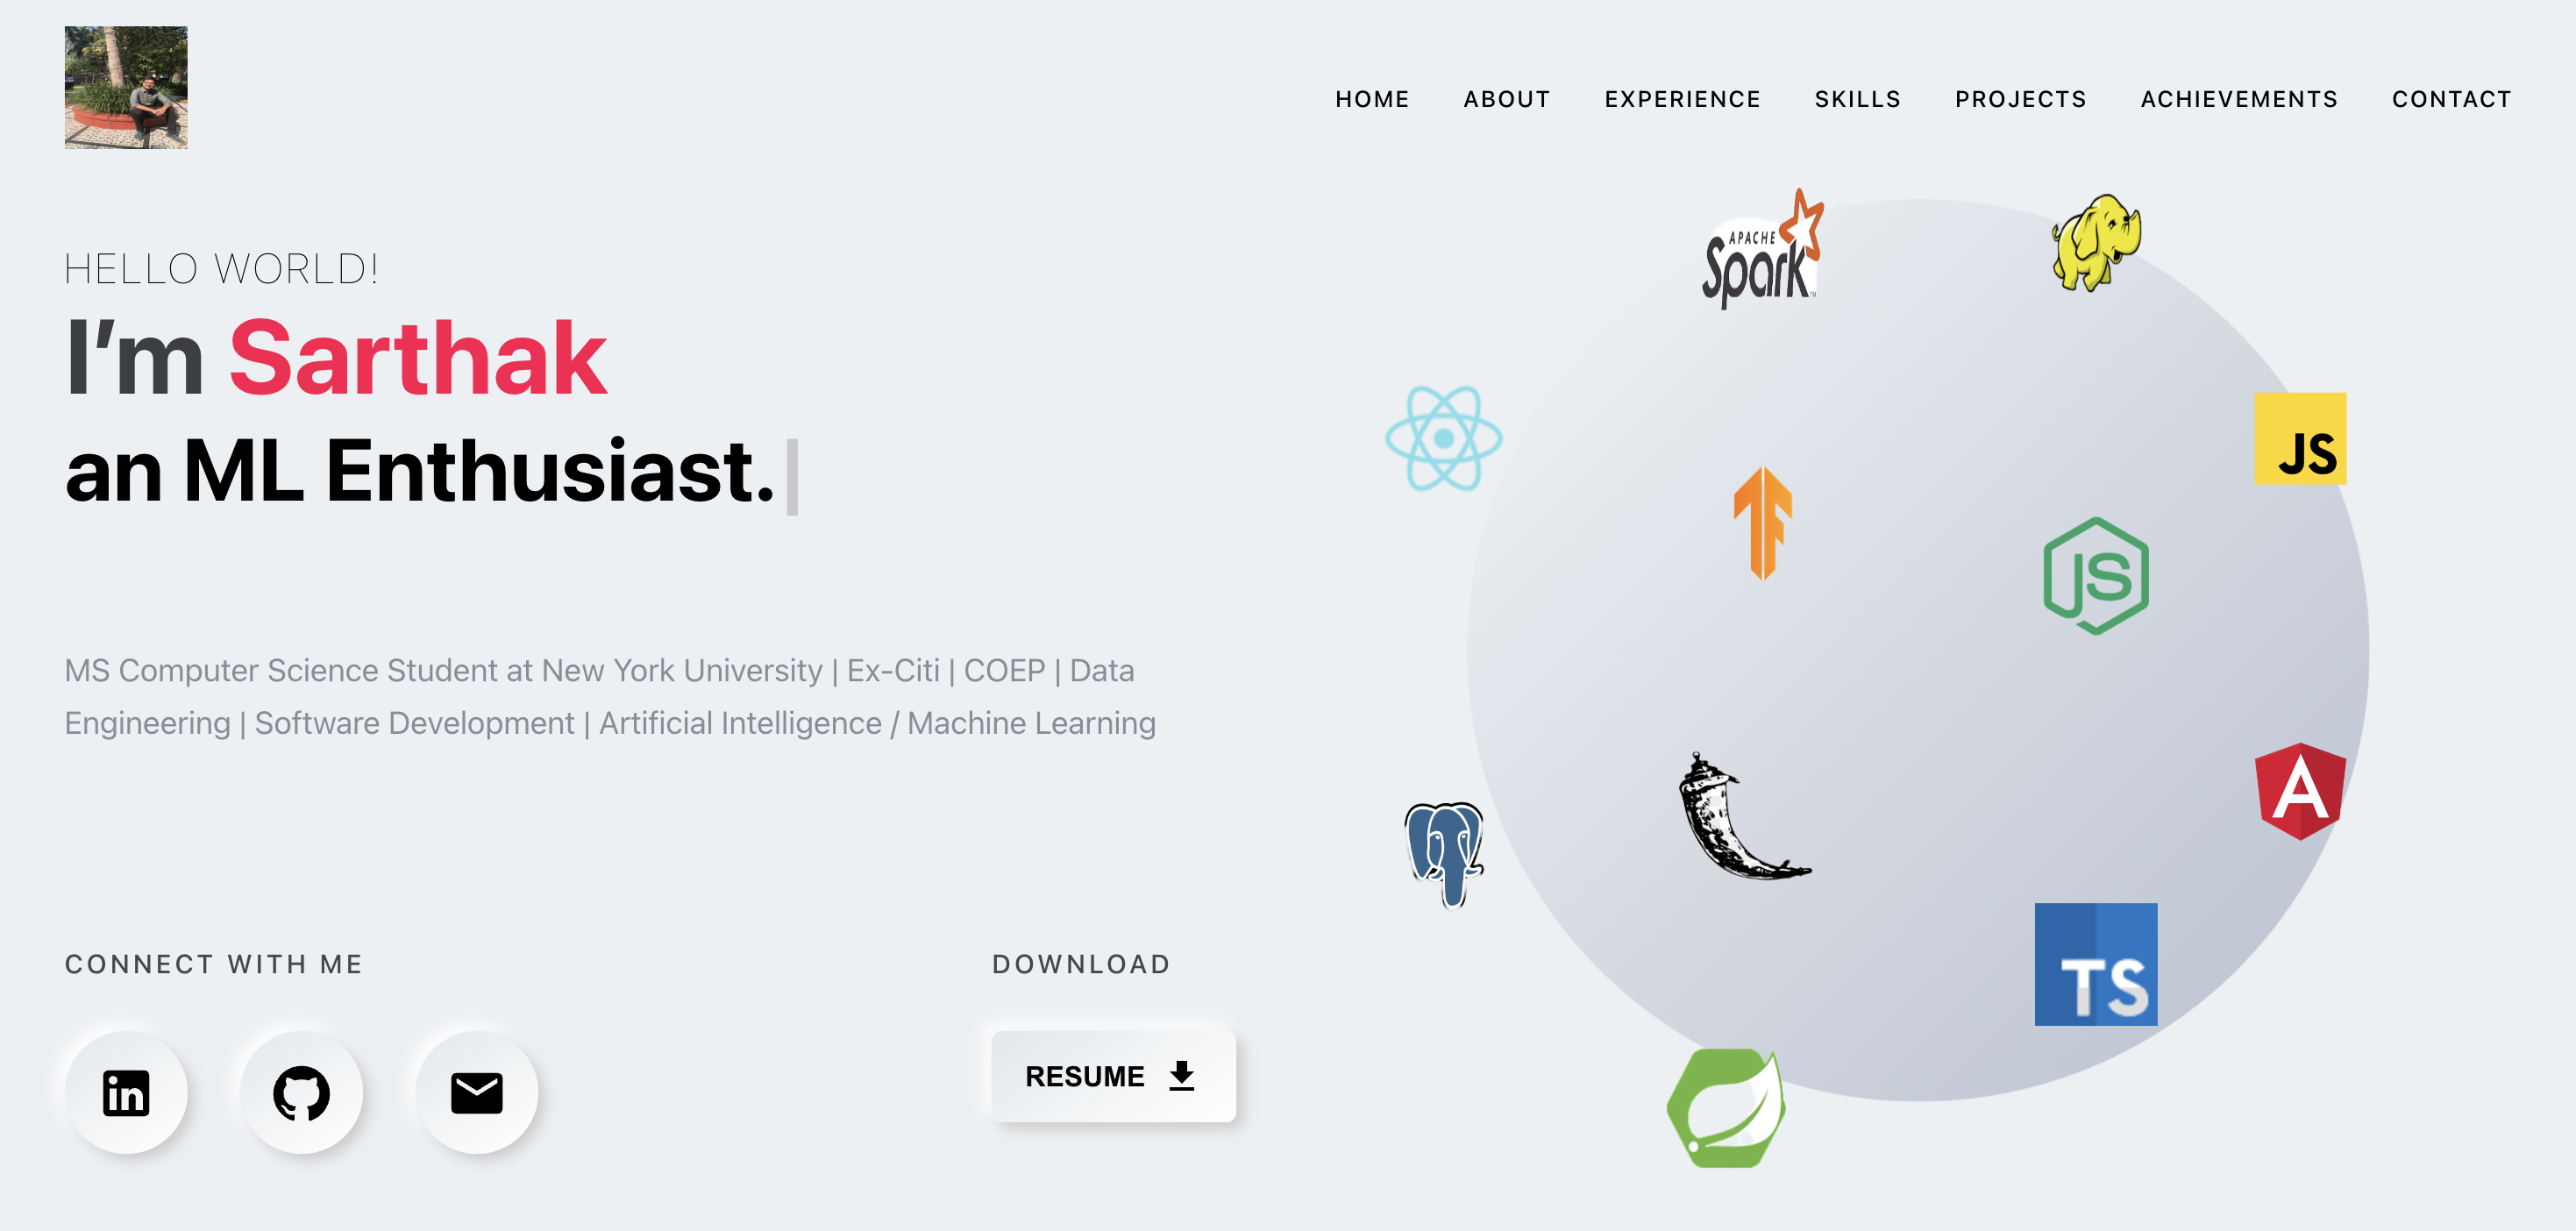 HOME ABOUT EXPERIENCE SKILLS PROJECTS ACHIEVEMENTS CONTACT
HELLO WORLD!
I’m Sarthak
an ML Enthusiast.
MS Computer Science Student at New York University | Ex-Citi | COEP | Data
Engineering | Software Development | Artificial Intelligence / Machine Learning
CONNECT WITH ME
in
DOWNLOAD
RESUME
APACHE
Spark™
JS
JS
A
TS